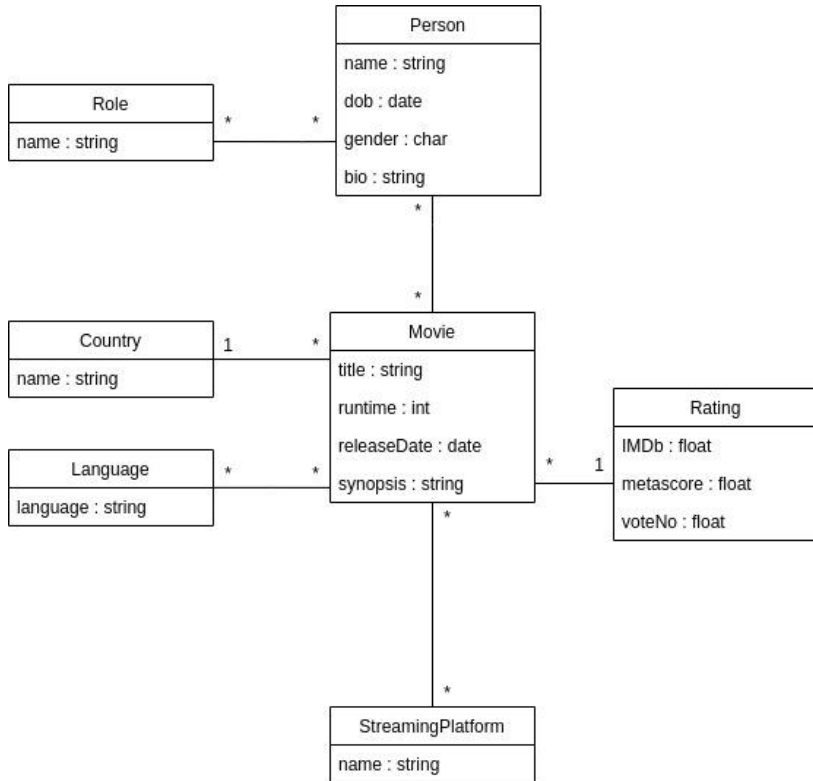 Person
name : string
dob : date
gender : char
bio : string
Role
name : string
* *
*
*
Country
name : string
1 *
Movie
title : string
runtime : int
releaseDate : date
synopsis : string
Language
language : string
* *
Rating
IMDb : float
metascore : float
voteNo : float
* 1
*
*
StreamingPlatform
name : string